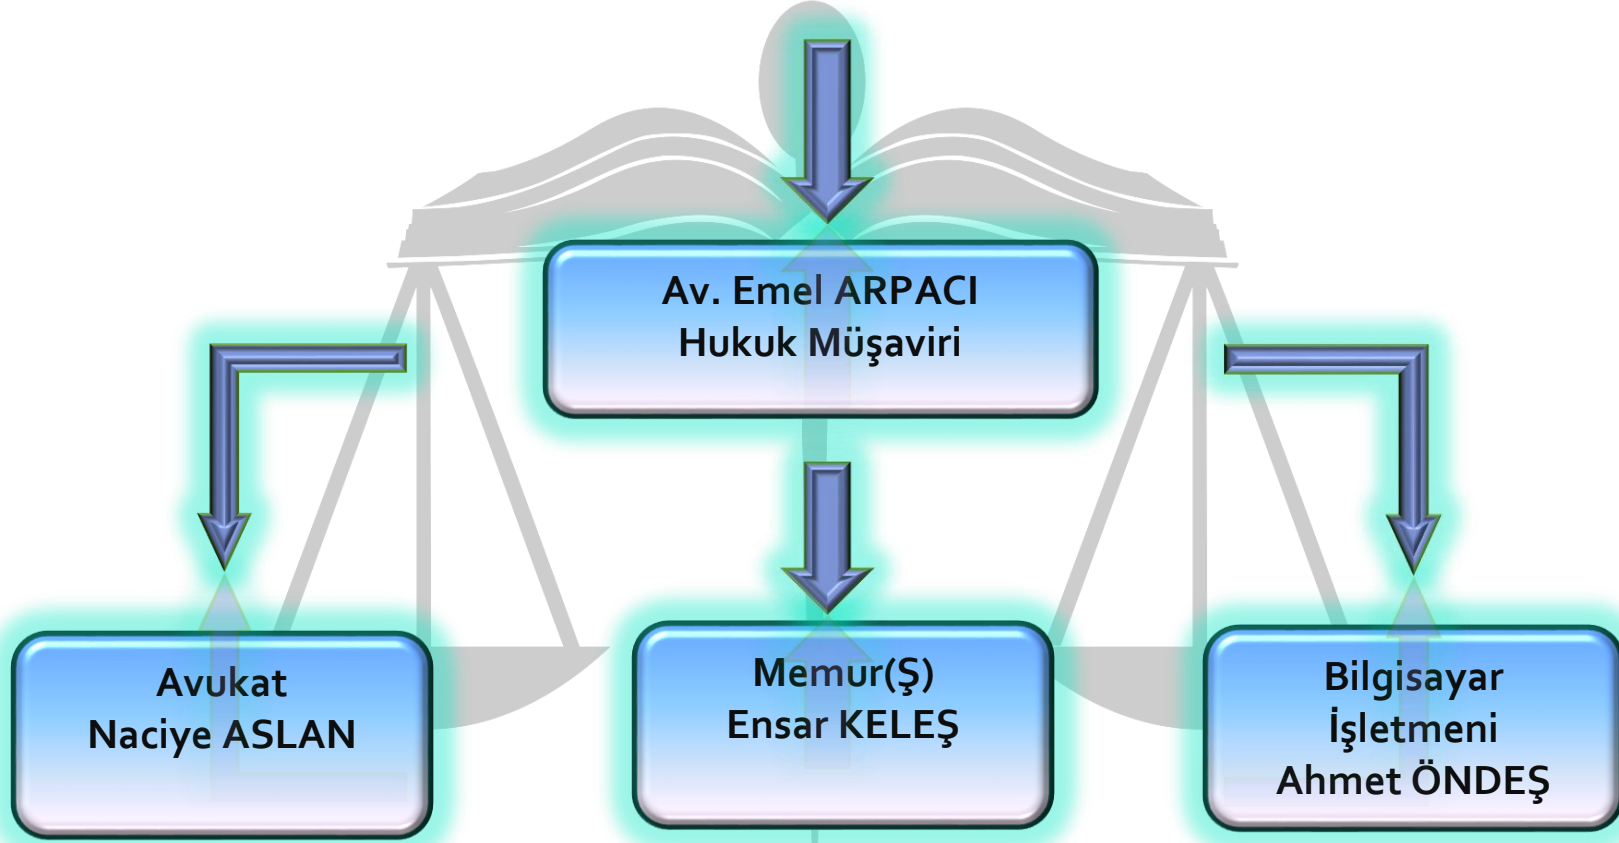 Av. Emel ARPACI
Hukuk Müşaviri
Avukat
Naciye ASLAN
Memur(Ş)
Ensar KELEŞ
Bilgisayar
İşletmeni
Ahmet ÖNDEŞ